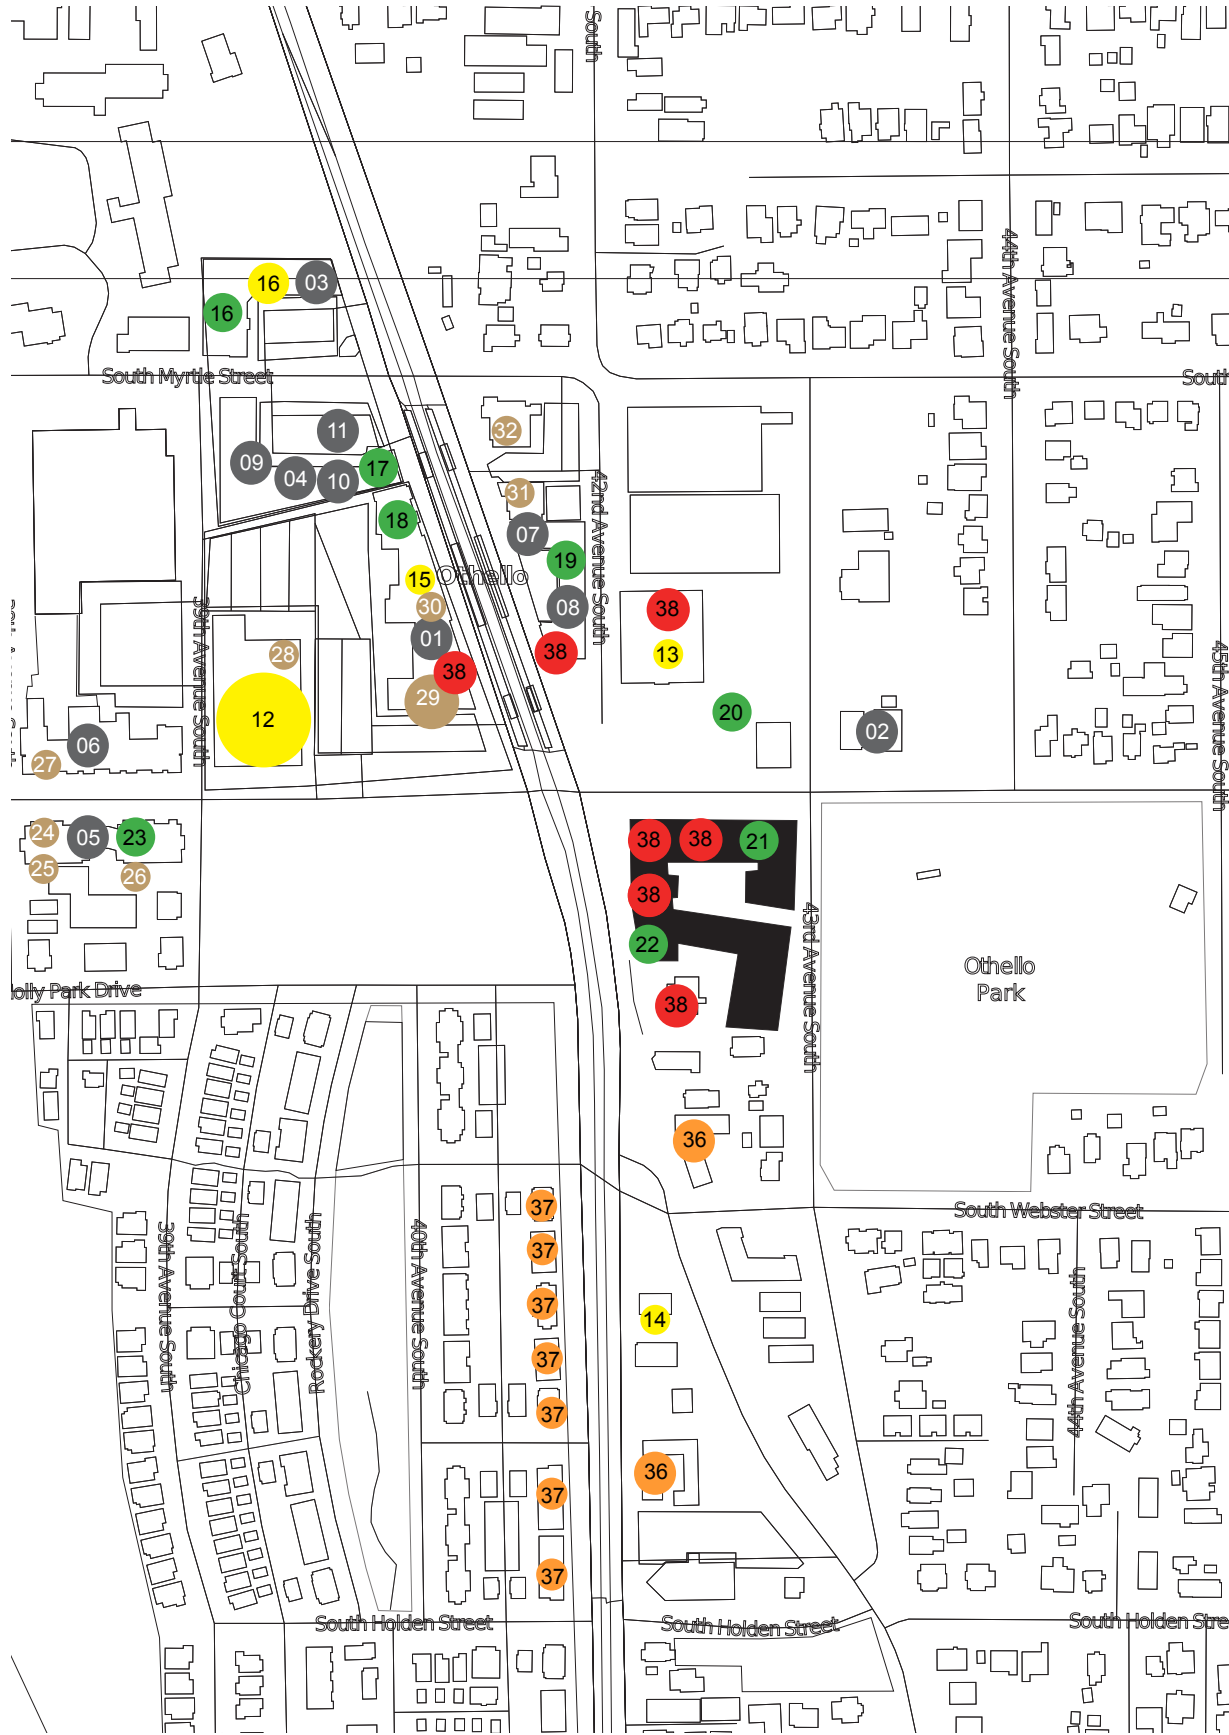 South
44th Avenue South
16
03
16
South Myrtle Street
South
11
32
09
04
10
17
31
42nd Avenue South
18
07
19
15
Othello
30
08
38
01
38
13
39th Avenue South
28
38
45th Avenue South
29
12
20
06
02
27
24
05
23
38
38
21
25
26
38
43rd Avenue South
22
Othello
Park
Holly Park Drive
38
36
37
South Webster Street
39th Avenue South
Chicago Court South
Rockery Drive South
40th Avenue South
37
44th Avenue South
37
14
37
37
36
37
37
South Holden Street
South Holden Street
South Holden Stre